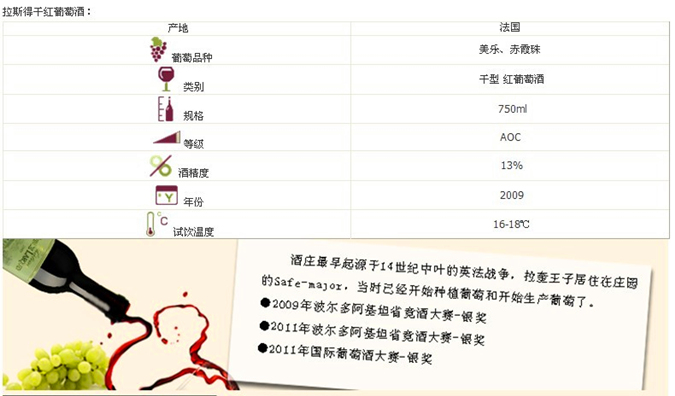 拉斯得干红葡萄酒：
产地 法国
葡萄品种 美乐、赤霞珠
类别 干型 红葡萄酒
规格 750ml
等级 AOC
酒精度 13%
Y
年份 2009
°C
试饮温度 16-18℃
酒庄最早起源于14世纪中叶的英法战争，拉壑王子居住在庄园
的Safe-major，当时已经开始种植葡萄和开始生产葡萄了。
●2009年波尔多阿基坦省竞酒大赛-银奖
●2011年波尔多阿基坦省竞酒大赛-银奖
●2011年国际葡萄酒大赛-银奖